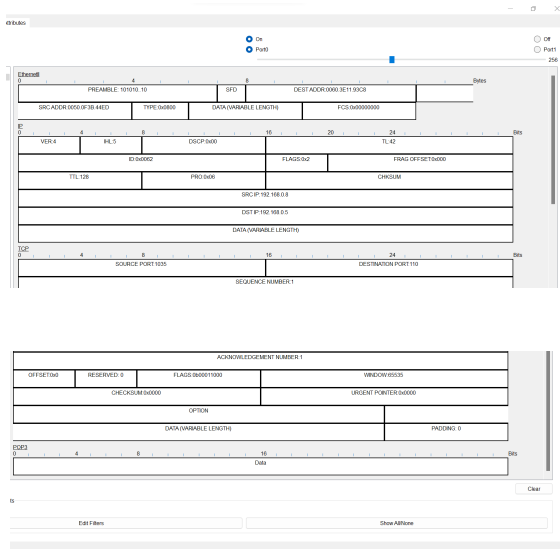 ttributes
On
Off
Port0
Port1
256
EthernetII
0 4 8 Bytes
PREAMBLE: 101010..10 SFD DEST ADDR:0060.3E11.93C8
SRC ADDR:0050.0F3B.44ED TYPE:0x0800 DATA (VARIABLE LENGTH) FCS:0x00000000
IP
0 4 8 16 19 24 Bits
VER:4 IHL:5 DSCP:0x00 TL:42
ID:0x0062 FLAGS:0x2 FRAG OFFSET:0x000
TTL:128 PRO:0x06 CHKSUM
SRC IP:192.168.0.8
DST IP:192.168.0.5
DATA (VARIABLE LENGTH)
TCP
0 4 8 16 24 Bits
SOURCE PORT:1035 DESTINATION PORT:110
SEQUENCE NUMBER:1
ACKNOWLEDGEMENT NUMBER:1
OFFSET:0x0 RESERVED: 0 FLAGS:0b00011000 WINDOW:65535
CHECKSUM:0x0000 URGENT POINTER:0x0000
OPTION
DATA (VARIABLE LENGTH) PADDING: 0
POP3
0 4 8 16 24 Bits
Data
Clear
ts
Edit Filters Show All/None